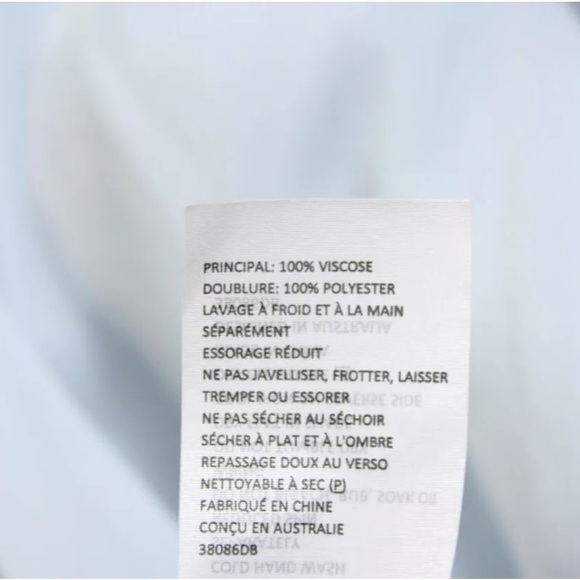 PRINCIPAL: 100% VISCOSE
DOUBLURE: 100% POLYESTER
LAVAGE À FROID ET À LA MAIN
SÉPARÉMENT
ESSORAGE RÉDUIT
NE PAS JAVELLISER, FROTTER, LAISSER
TREMPER OU ESSORER
NE PAS SÉCHER AU SÉCHOIR
SÉCHER À PLAT ET À L'OMBRE
REPASSAGE DOUX AU VERSO
NETTOYABLE À SEC (P)
FABRIQUÉ EN CHINE
CONÇU EN AUSTRALIE
38086DB